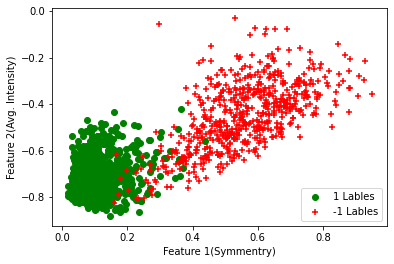 0.0
−0.2
−0.4
−0.6
−0.8
Feature 2(Avg. Intensity)
1 Lables
-1 Lables
0.0 0.2 0.4 0.6 0.8
Feature 1(Symmentry)